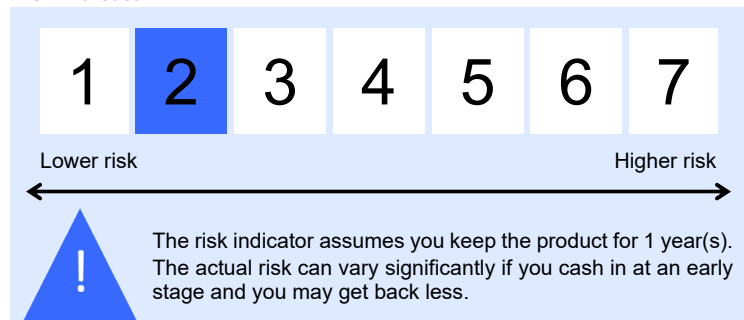 1 2 3 4 5 6 7
Lower risk Higher risk
!
The risk indicator assumes you keep the product for 1 year(s).
The actual risk can vary significantly if you cash in at an early
stage and you may get back less.